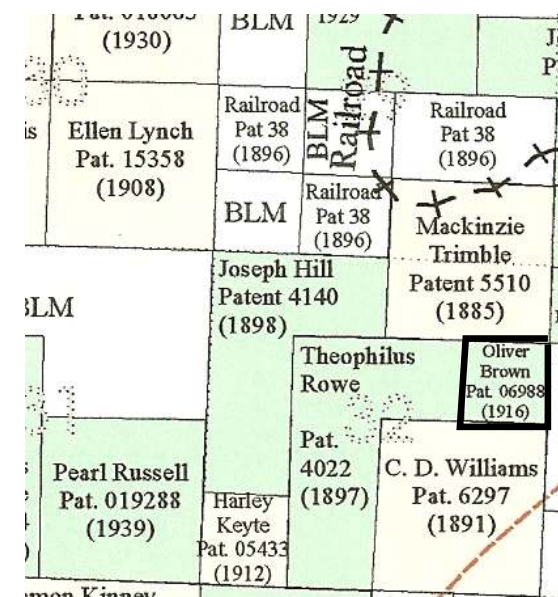 (1930)
BLM
1929
Railroad
BLM
Ellen Lynch
Pat. 15358
(1908)
Railroad
Pat 38
(1896)
Railroad
Pat 38
(1896)
BLM
Railroad
Pat 38
(1896)
Mackinzie
Trimble
Patent 5510
(1885)
Joseph Hill
Patent 4140
(1898)
BLM
Theophilus
Rowe
Pat.
4022
(1897)
Oliver
Brown
Pat. 06988
(1916)
32
C. D. Williams
Pat. 6297
(1891)
Pearl Russell
Pat. 019288
(1939)
Harley
Keyte
Pat. 05433
(1912)